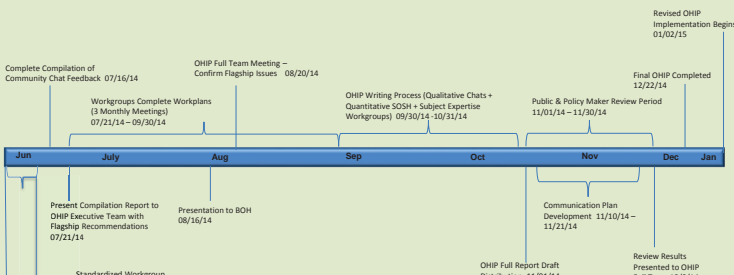 Revised OHIP
Implementation Begins
01/02/15
OHIP Full Team Meeting –
Confirm Flagship Issues 08/20/14
Complete Compilation of
Community Chat Feedback 07/16/14
Final OHIP Completed
12/22/14
OHIP Writing Process (Qualitative Chats +
Quantitative SOSH + Subject Expertise
Workgroups) 09/30/14 -10/31/14
Workgroups Complete Workplans
(3 Monthly Meetings)
07/21/14 – 09/30/14
Public & Policy Maker Review Period
11/01/14 – 11/30/14
Jun July Aug Sep Oct Nov Dec Jan
Present Compilation Report to
OHIP Executive Team with
Flagship Recommendations
07/21/14
Presentation to BOH
08/16/14
Communication Plan
Development 11/10/14 –
11/21/14
Review Results
Presented to OHIP
OHIP Full Report Draft
Standardized Workgroup